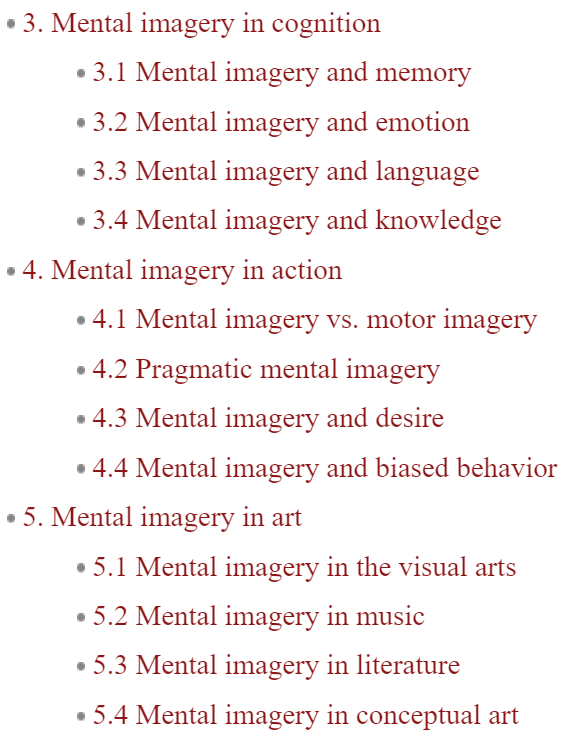 3. Mental imagery in cognition
3.1 Mental imagery and memory
3.2 Mental imagery and emotion
3.3 Mental imagery and language
3.4 Mental imagery and knowledge
4. Mental imagery in action
4.1 Mental imagery vs. motor imagery
4.2 Pragmatic mental imagery
4.3 Mental imagery and desire
4.4 Mental imagery and biased behavior
5. Mental imagery in art
5.1 Mental imagery in the visual arts
5.2 Mental imagery in music
5.3 Mental imagery in literature
5.4 Mental imagery in conceptual art